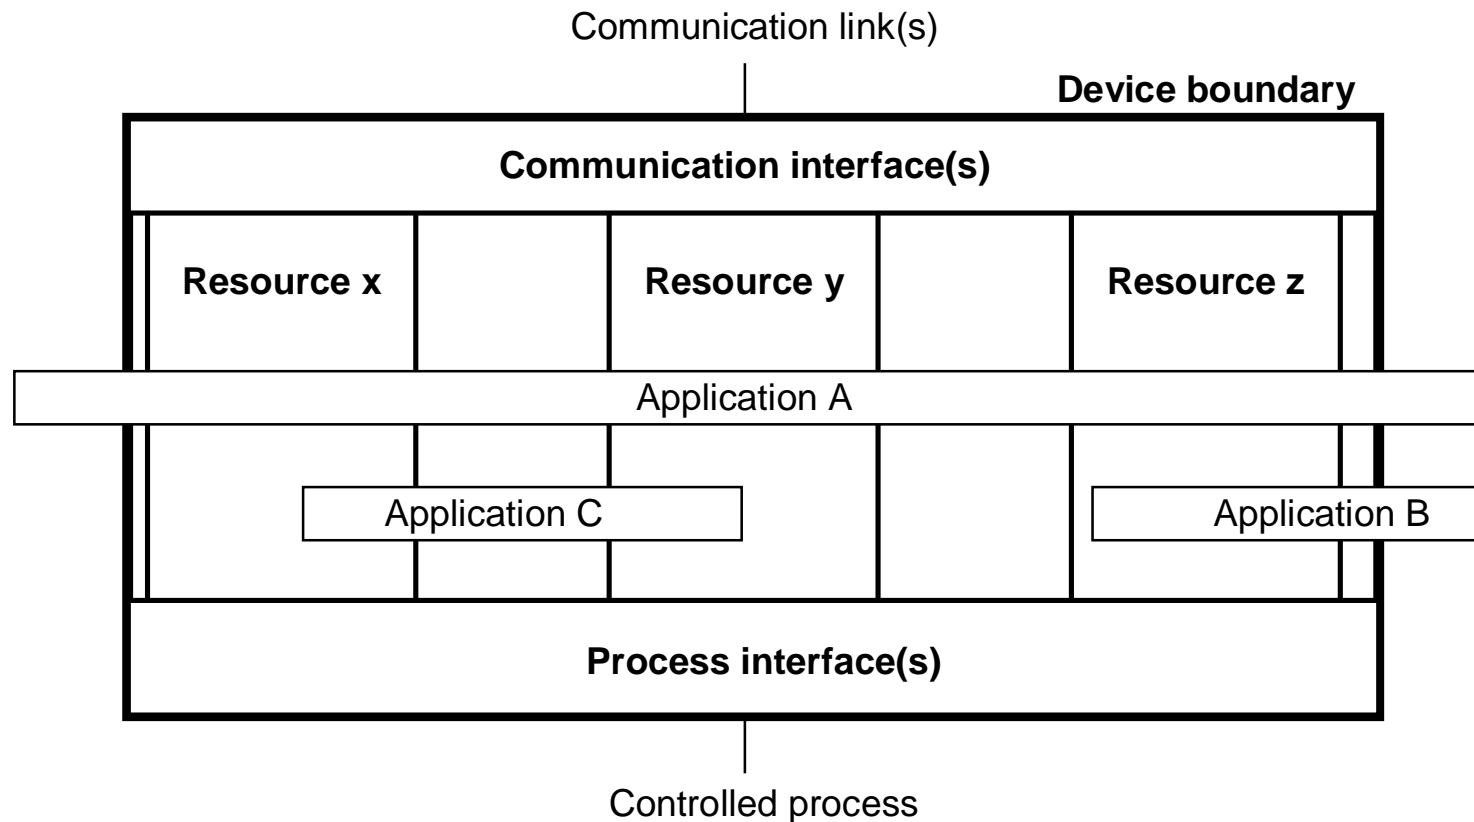 Communication link(s)
Device boundary
Communication interface(s)
Resource x
Resource y
Resource z
Application A
Application C
Application B
Process interface(s)
Controlled process